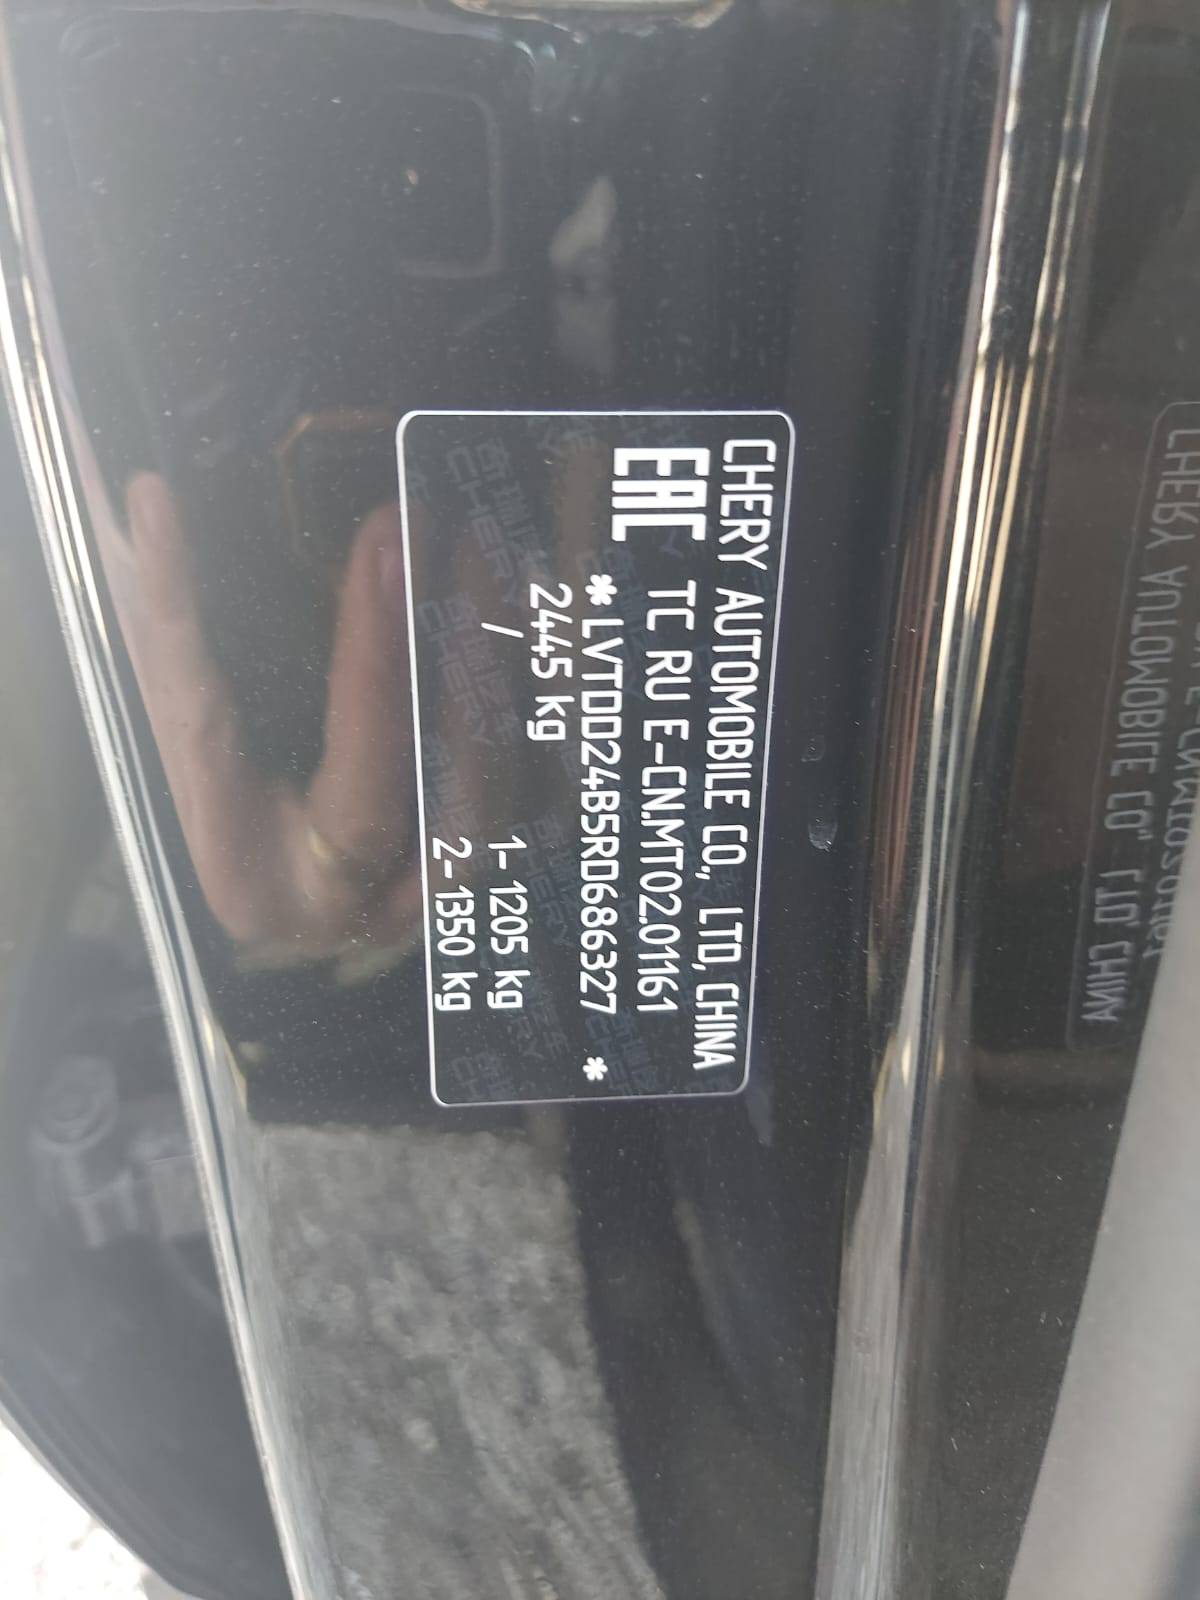 CHERY AUTOMOBILE CO., LTD, CHINA
EAC TC RU E-CN.MT02.01161
*LVTDD24B5RD686327 *
2445 kg
/ 1- 1205 kg
2- 1350 kg